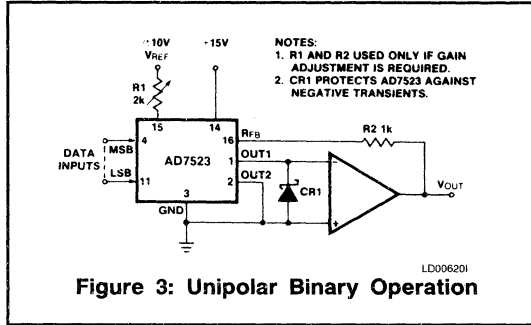 ±10V
VREF
+15V
NOTES:
1. R1 AND R2 USED ONLY IF GAIN
ADJUSTMENT IS REQUIRED.
2. CR1 PROTECTS AD7523 AGAINST
NEGATIVE TRANSIENTS.
R1
2k
15
14
RFB
R2 1k
MSB
4
16
DATA
INPUTS
AD7523
1
OUT1
LSB
11
2
OUT2
CR1
3
GND
-
+
VOUT
LD00620I
Figure 3: Unipolar Binary Operation